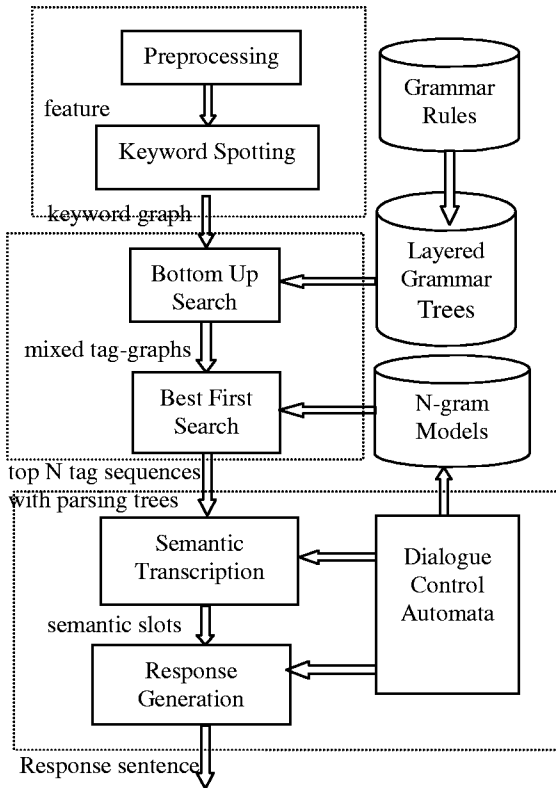 Preprocessing
feature
Keyword Spotting
keyword graph
Grammar
Rules
Bottom Up
Search
Layered
Grammar
Trees
mixed tag-graphs
Best First
Search
N-gram
Models
top N tag sequences
with parsing trees
Semantic
Transcription
Dialogue
Control
Automata
semantic slots
Response
Generation
Response sentence